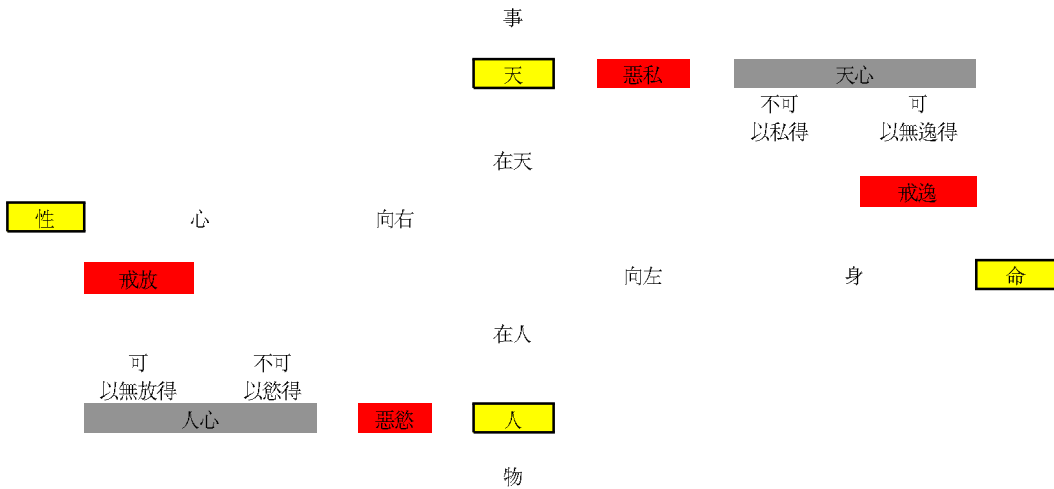 事
天 惡私 天心
不可 可
以私得 以無逸得
在天
戒逸
性 心 向右
戒放 向左 身 命
在人
可 不可
以無放得 以慾得
人心 惡慾 人
物